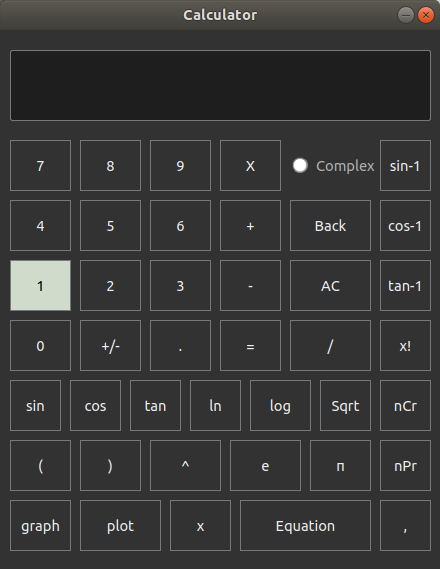 Calculator
7 8 9 X Complex sin-1
4 5 6 + Back cos-1
1 2 3 - AC tan-1
0 +/- . = / x!
sin cos tan ln log Sqrt nCr
( ) ^ e п nPr
graph plot x Equation ,